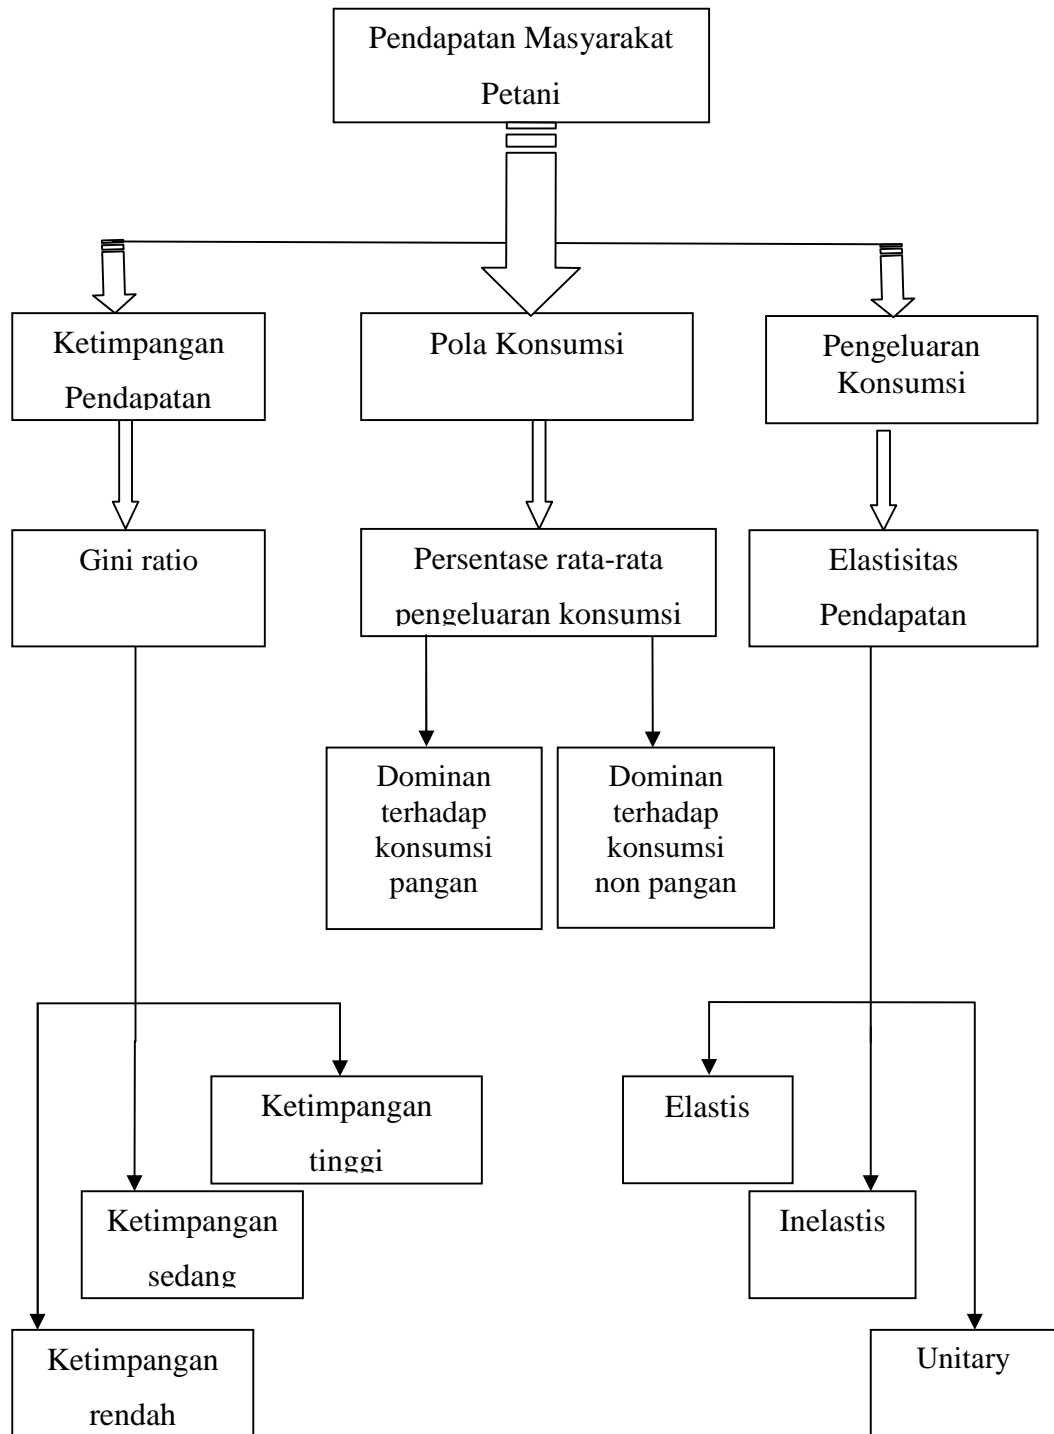 Pendapatan Masyarakat
Petani
Ketimpangan
Pendapatan
Pola Konsumsi
Pengeluaran
Konsumsi
Gini ratio
Persentase rata-rata
pengeluaran konsumsi
Elastisitas
Pendapatan
Dominan
terhadap
konsumsi
pangan
Dominan
terhadap
konsumsi
non pangan
Ketimpangan
tinggi
Elastis
Ketimpangan
sedang
Inelastis
Ketimpangan
rendah
Unitary